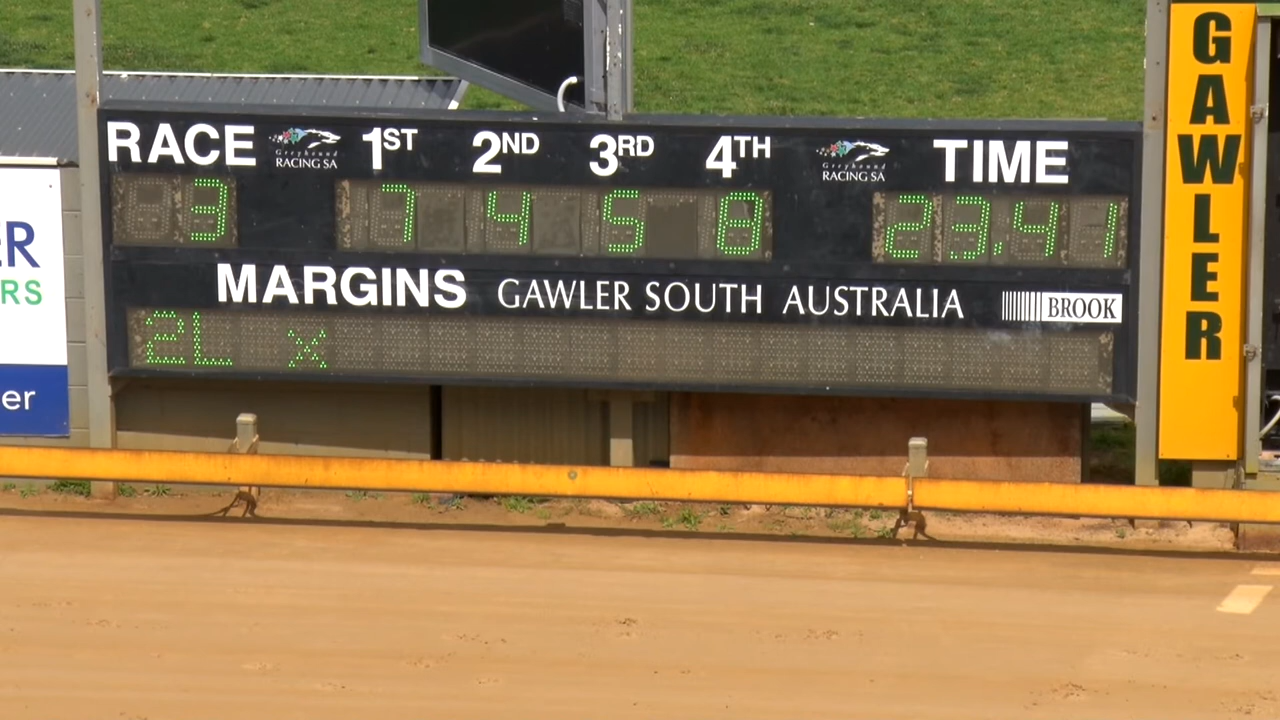 RACE Greyhound RACING SA 1ST 2ND 3RD 4TH Greyhound RACING SA TIME
3 7 4 5 8 23.41
MARGINS GAWLER SOUTH AUSTRALIA BROOK
2L X
GAWLER
ER
RS
er